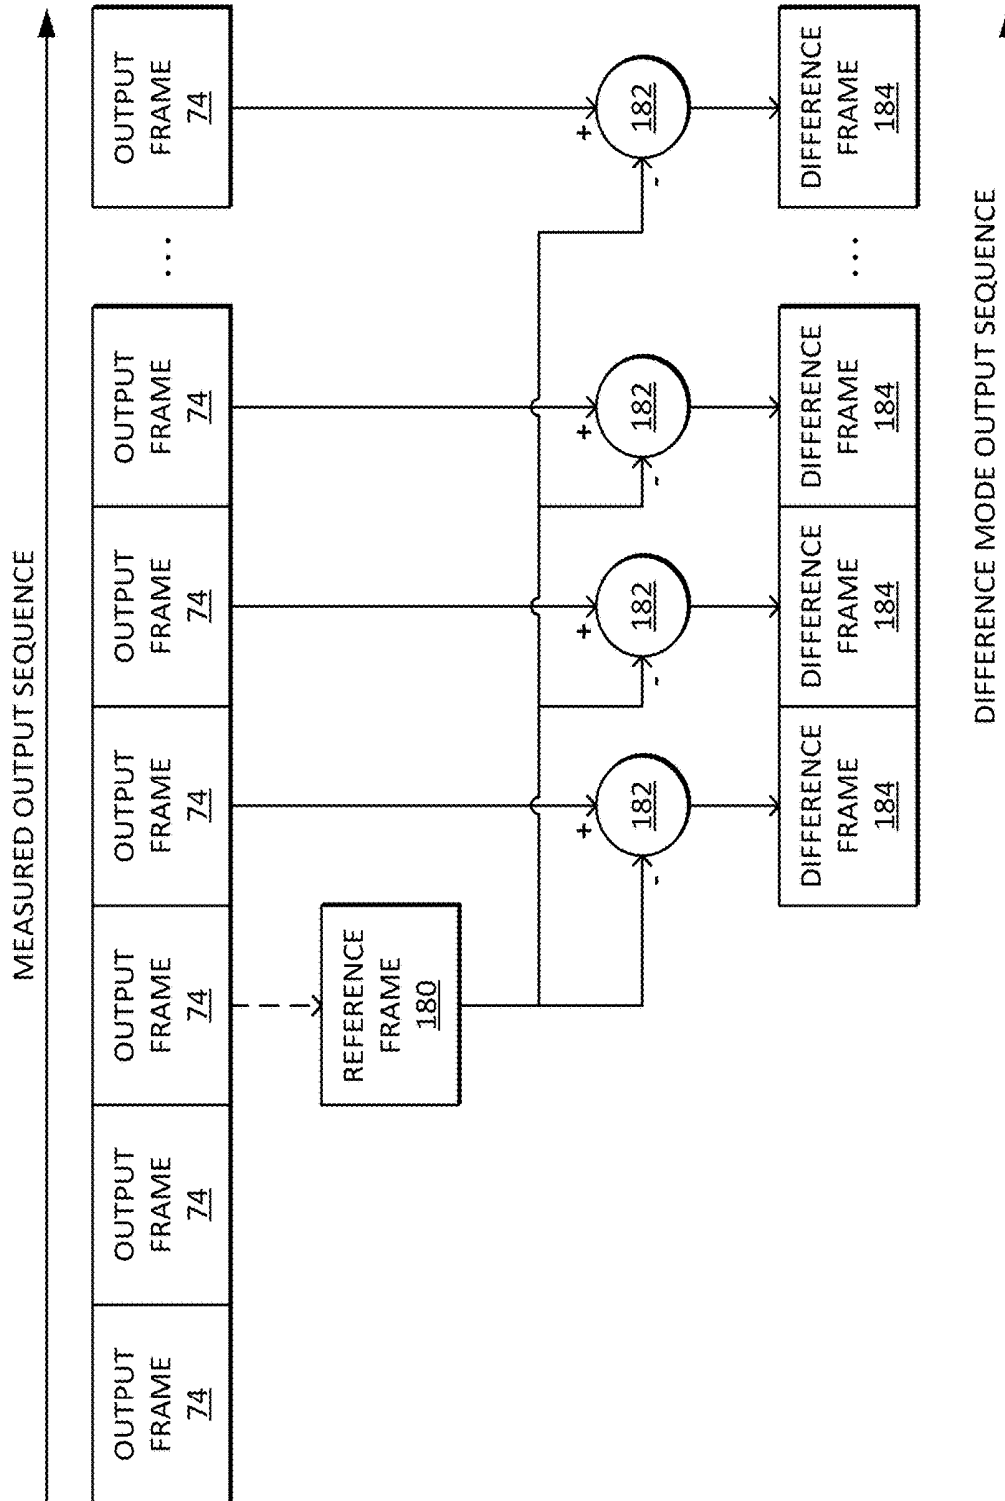 MEASURED OUTPUT SEQUENCE
OUTPUT
FRAME
74
OUTPUT
FRAME
74
OUTPUT
FRAME
74
OUTPUT
FRAME
74
OUTPUT
FRAME
74
OUTPUT
FRAME
74
...
OUTPUT
FRAME
74
REFERENCE
FRAME
180
+
-
182
+
-
182
+
-
182
+
-
182
DIFFERENCE
FRAME
184
DIFFERENCE
FRAME
184
DIFFERENCE
FRAME
184
...
DIFFERENCE
FRAME
184
DIFFERENCE MODE OUTPUT SEQUENCE